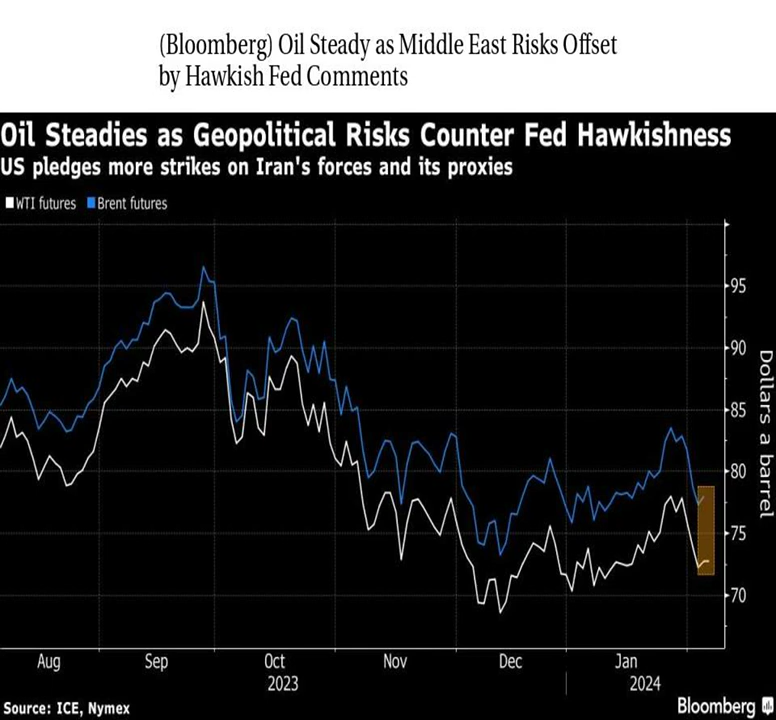 (Bloomberg) Oil Steady as Middle East Risks Offset
by Hawkish Fed Comments
Oil Steadies as Geopolitical Risks Counter Fed Hawkishness
US pledges more strikes on Iran's forces and its proxies
WTI futures Brent futures
95
90
85
80
75
70
Dollars a barrel
Aug Sep Oct Nov Dec Jan
2023 2024
Source: ICE, Nymex
Bloomberg